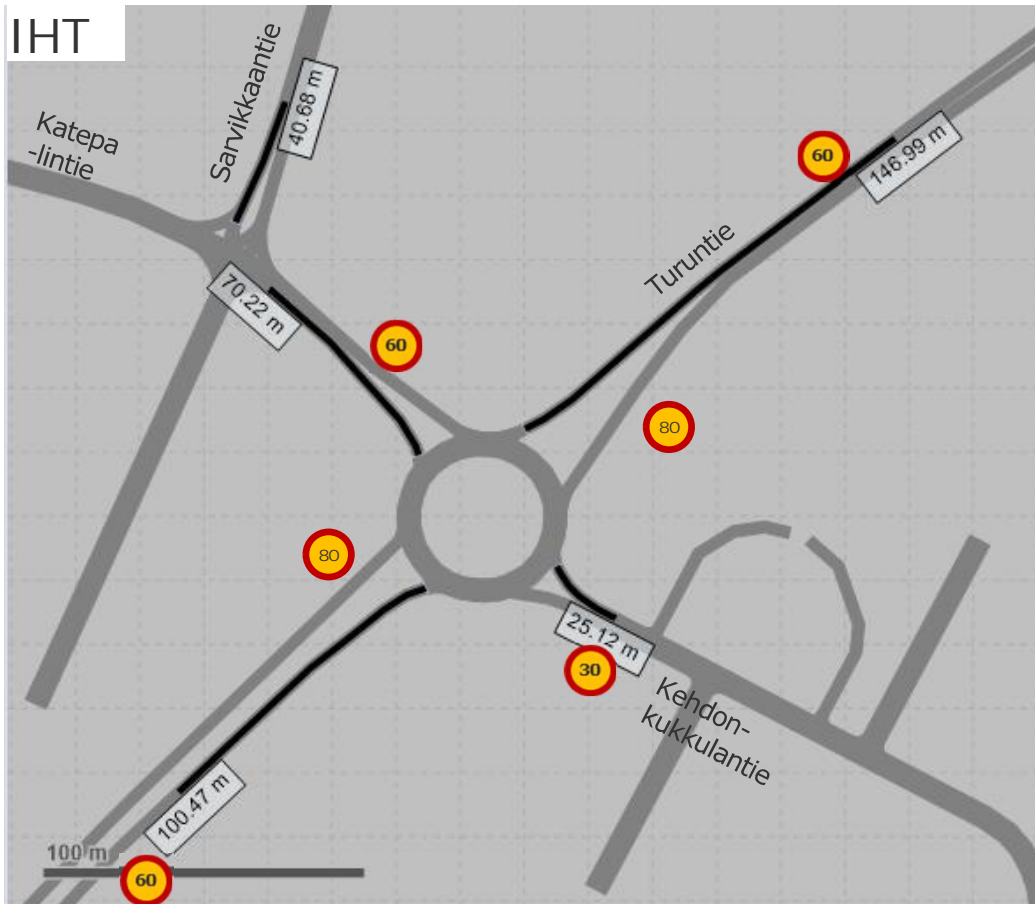 IHT
Sarvikkaantie
40.68 m
Katepa
-lintie
60
146.99 m
Turuntie
70.22 m
60
80
80
25.12 m
30
Kehdon-
kukkulantie
100.47 m
100 m
60